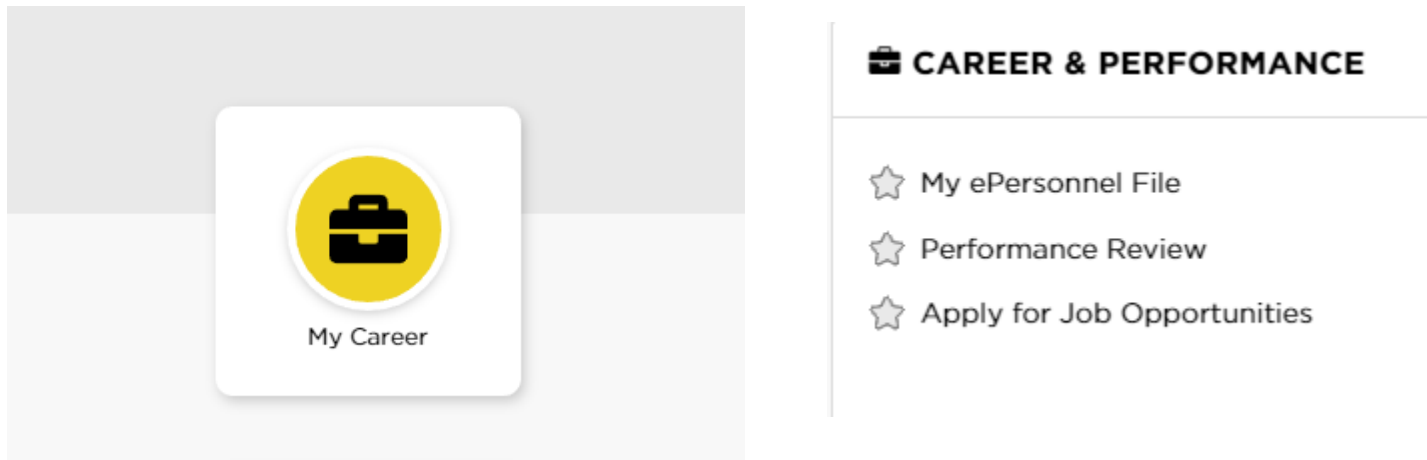 My Career
CAREER & PERFORMANCE
My ePersonnel File
Performance Review
Apply for Job Opportunities